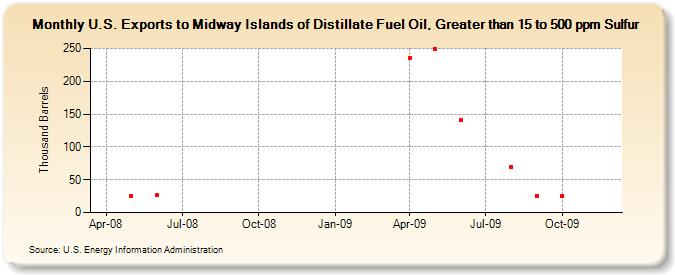 Monthly U.S. Exports to Midway Islands of Distillate Fuel Oil, Greater than 15 to 500 ppm Sulfur
Thousand Barrels
250
200
150
100
50
0
Apr-08
Jul-08
Oct-08
Jan-09
Apr-09
Jul-09
Oct-09
Source: U.S. Energy Information Administration